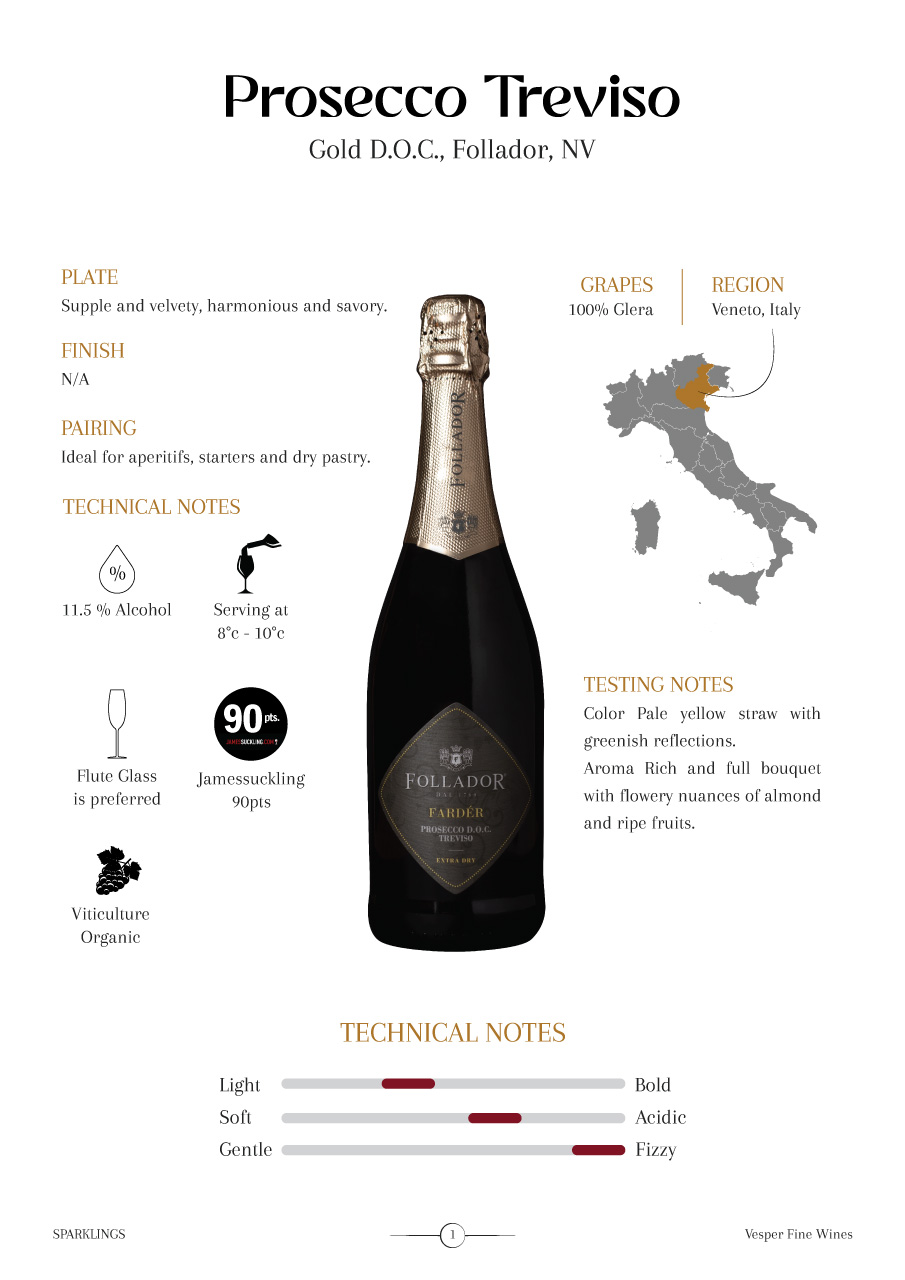 Prosecco Treviso
Gold D.O.C., Follador, NV
PLATE
Supple and velvety, harmonious and savory.
FINISH
N/A
PAIRING
Ideal for aperitifs, starters and dry pastry.
TECHNICAL NOTES
%
11.5 % Alcohol
Serving at
8°c - 10°c
Flute Glass
is preferred
90 pts.
JAMESSUCKLING.COM
Jamessuckling
90pts
Viticulture
Organic
FOLLADOR
FOLLADOR
DAL 1769
FARDÉR
PROSECCO D.O.C.
TREVISO
EXTRA DRY
GRAPES
100% Glera
REGION
Veneto, Italy
TESTING NOTES
Color Pale yellow straw with
greenish reflections.
Aroma Rich and full bouquet
with flowery nuances of almond
and ripe fruits.
TECHNICAL NOTES
Light Bold
Soft Acidic
Gentle Fizzy
SPARKLINGS
1
Vesper Fine Wines